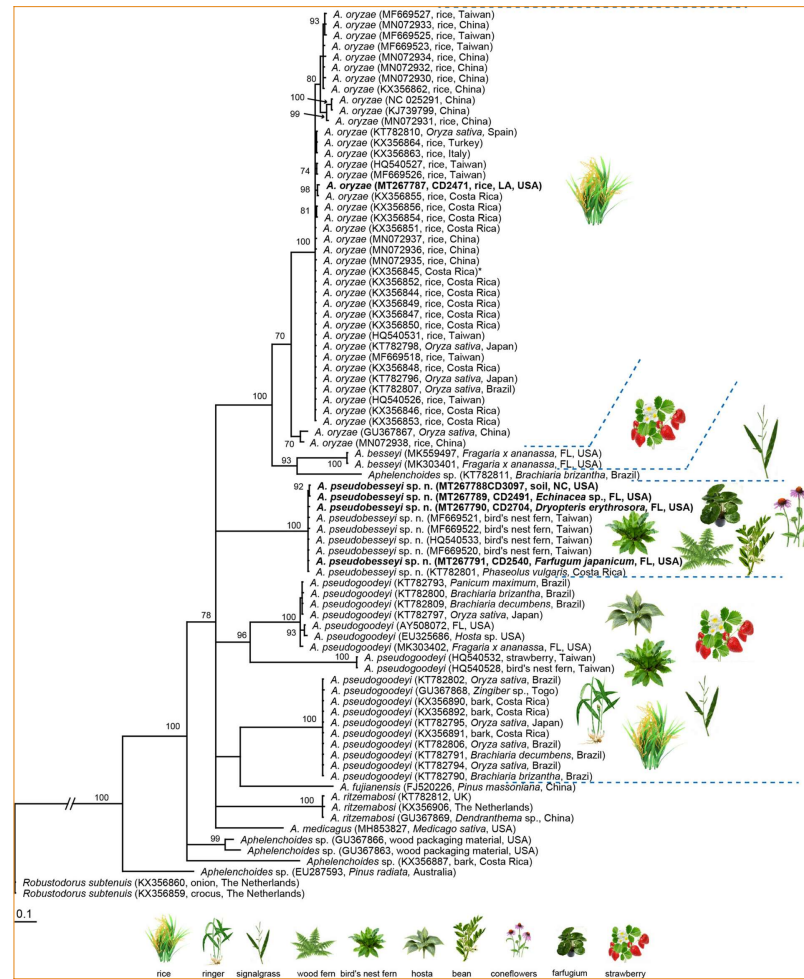 A. oryzae (MF669527, rice, Taiwan)
93
A. oryzae (MN072933, rice, China)
A. oryzae (MF669525, rice, Taiwan)
A. oryzae (MF669523, rice, Taiwan)
A. oryzae (MN072934, rice, China)
A. oryzae (MN072932, rice, China)
80
A. oryzae (MN072930, rice, China)
A. oryzae (KX356862, rice, China)
100
A. oryzae (NC 025291, China)
A. oryzae (KJ739799, China)
99
A. oryzae (MN072931, rice, China)
A. oryzae (KT782810, Oryza sativa, Spain)
A. oryzae (KX356864, rice, Turkey)
A. oryzae (KX356863, rice, Italy)
74
A. oryzae (HQ540527, rice, Taiwan)
A. oryzae (MF669526, rice, Taiwan)
98
A. oryzae (MT267787, CD2471, rice, LA, USA)
A. oryzae (KX356855, rice, Costa Rica)
81
A. oryzae (KX356856, rice, Costa Rica)
A. oryzae (KX356854, rice, Costa Rica)
A. oryzae (KX356851, rice, Costa Rica)
100
A. oryzae (MN072937, rice, China)
A. oryzae (MN072936, rice, China)
A. oryzae (MN072935, rice, China)
A. oryzae (KX356845, Costa Rica)*
A. oryzae (KX356852, rice, Costa Rica)
A. oryzae (KX356844, rice, Costa Rica)
A. oryzae (KX356849, rice, Costa Rica)
A. oryzae (KX356847, rice, Costa Rica)
A. oryzae (KX356850, rice, Costa Rica)
70
A. oryzae (HQ540531, rice, Taiwan)
A. oryzae (KT782798, Oryza sativa, Japan)
A. oryzae (MF669518, rice, Taiwan)
A. oryzae (KX356848, rice, Costa Rica)
A. oryzae (KT782796, Oryza sativa, Japan)
A. oryzae (KT782807, Oryza sativa, Brazil)
A. oryzae (HQ540526, rice, Taiwan)
100
A. oryzae (KX356846, rice, Costa Rica)
A. oryzae (KX356853, rice, Costa Rica)
A. oryzae (GU367867, Oryza sativa, China)
70
A. oryzae (MN072938, rice, China)
A. besseyi (MK559497, Fragaria x ananassa, FL, USA)
93
100
A. besseyi (MK303401, Fragaria x ananassa, FL, USA)
Aphelenchoides sp. (KT782811, Brachiaria brizantha, Brazil)
92
A. pseudobesseyi sp. n. (MT267788CD3097, soil, NC, USA)
A. pseudobesseyi sp. n. (MT267789, CD2491, Echinacea sp., FL, USA)
A. pseudobesseyi sp. n. (MT267790, CD2704, Dryopteris erythrosora, FL, USA)
A. pseudobesseyi sp. n. (MF669521, bird's nest fern, Taiwan)
100
A. pseudobesseyi sp. n. (MF669522, bird's nest fern, Taiwan)
A. pseudobesseyi sp. n. (HQ540533, bird's nest fern, Taiwan)
A. pseudobesseyi sp. n. (MF669520, bird's nest fern, Taiwan)
A. pseudobesseyi sp. n. (MT267791, CD2540, Farfugum japanicum, FL, USA)
A. pseudobesseyi sp. n. (KT782801, Phaseolus vulgaris, Costa Rica)
A. pseudogoodeyi (KT782793, Panicum maximum, Brazil)
A. pseudogoodeyi (KT782800, Brachiaria brizantha, Brazil)
A. pseudogoodeyi (KT782809, Brachiaria decumbens, Brazil)
78
100
A. pseudogoodeyi (KT782797, Oryza sativa, Japan)
A. pseudogoodeyi (AY508072, FL, USA)
93
A. pseudogoodeyi (EU325686, Hosta sp. USA)
96
A. pseudogoodeyi (MK303402, Fragaria x ananassa, FL, USA)
100
A. pseudogoodeyi (HQ540532, strawberry, Taiwan)
A. pseudogoodeyi (HQ540528, bird's nest fern, Taiwan)
A. pseudogoodeyi (KT782802, Oryza sativa, Brazil)
A. pseudogoodeyi (GU367868, Zingiber sp., Togo)
A. pseudogoodeyi (KX356890, bark, Costa Rica)
A. pseudogoodeyi (KX356892, bark, Costa Rica)
100
100
A. pseudogoodeyi (KT782795, Oryza sativa, Japan)
A. pseudogoodeyi (KX356891, bark, Costa Rica)
A. pseudogoodeyi (KT782806, Oryza sativa, Brazil)
A. pseudogoodeyi (KT782791, Brachiaria decumbens, Brazil)
A. pseudogoodeyi (KT782794, Oryza sativa, Brazil)
A. pseudogoodeyi (KT782790, Brachiaria brizantha, Brazi)
A. fujianensis (FJ520226, Pinus massoniana, China)
100
A. ritzemabosi (KT782812, UK)
100
A. ritzemabosi (KX356906, The Netherlands)
A. ritzemabosi (GU367869, Dendranthema sp., China)
A. medicagus (MH853827, Medicago sativa, USA)
99
Aphelenchoides sp. (GU367866, wood packaging material, USA)
Aphelenchoides sp. (GU367863, wood packaging material, USA)
Aphelenchoides sp. (KX356887, bark, Costa Rica)
Aphelenchoides sp. (EU287593, Pinus radiata, Australia)
Robustodorus subtenuis (KX356860, onion, The Netherlands)
Robustodorus subtenuis (KX356859, crocus, The Netherlands)
0.1
rice ringer signalgrass wood fern bird's nest fern hosta bean coneflowers farfugium strawberry